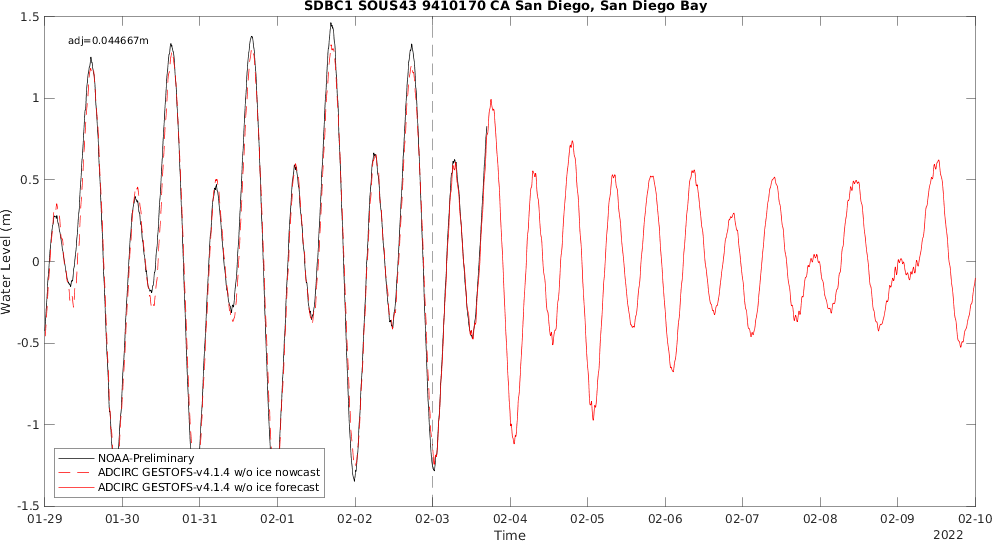 SDBC1 SOUS43 9410170 CA San Diego, San Diego Bay
adj=0.044667m
1.5
1
0.5
0
-0.5
-1
-1.5
Water Level (m)
NOAA-Preliminary
ADCIRC GESTOFS-v4.1.4 w/o ice nowcast
ADCIRC GESTOFS-v4.1.4 w/o ice forecast
01-29 01-30 01-31 02-01 02-02 02-03 02-04 02-05 02-06 02-07 02-08 02-09 02-10
Time
2022